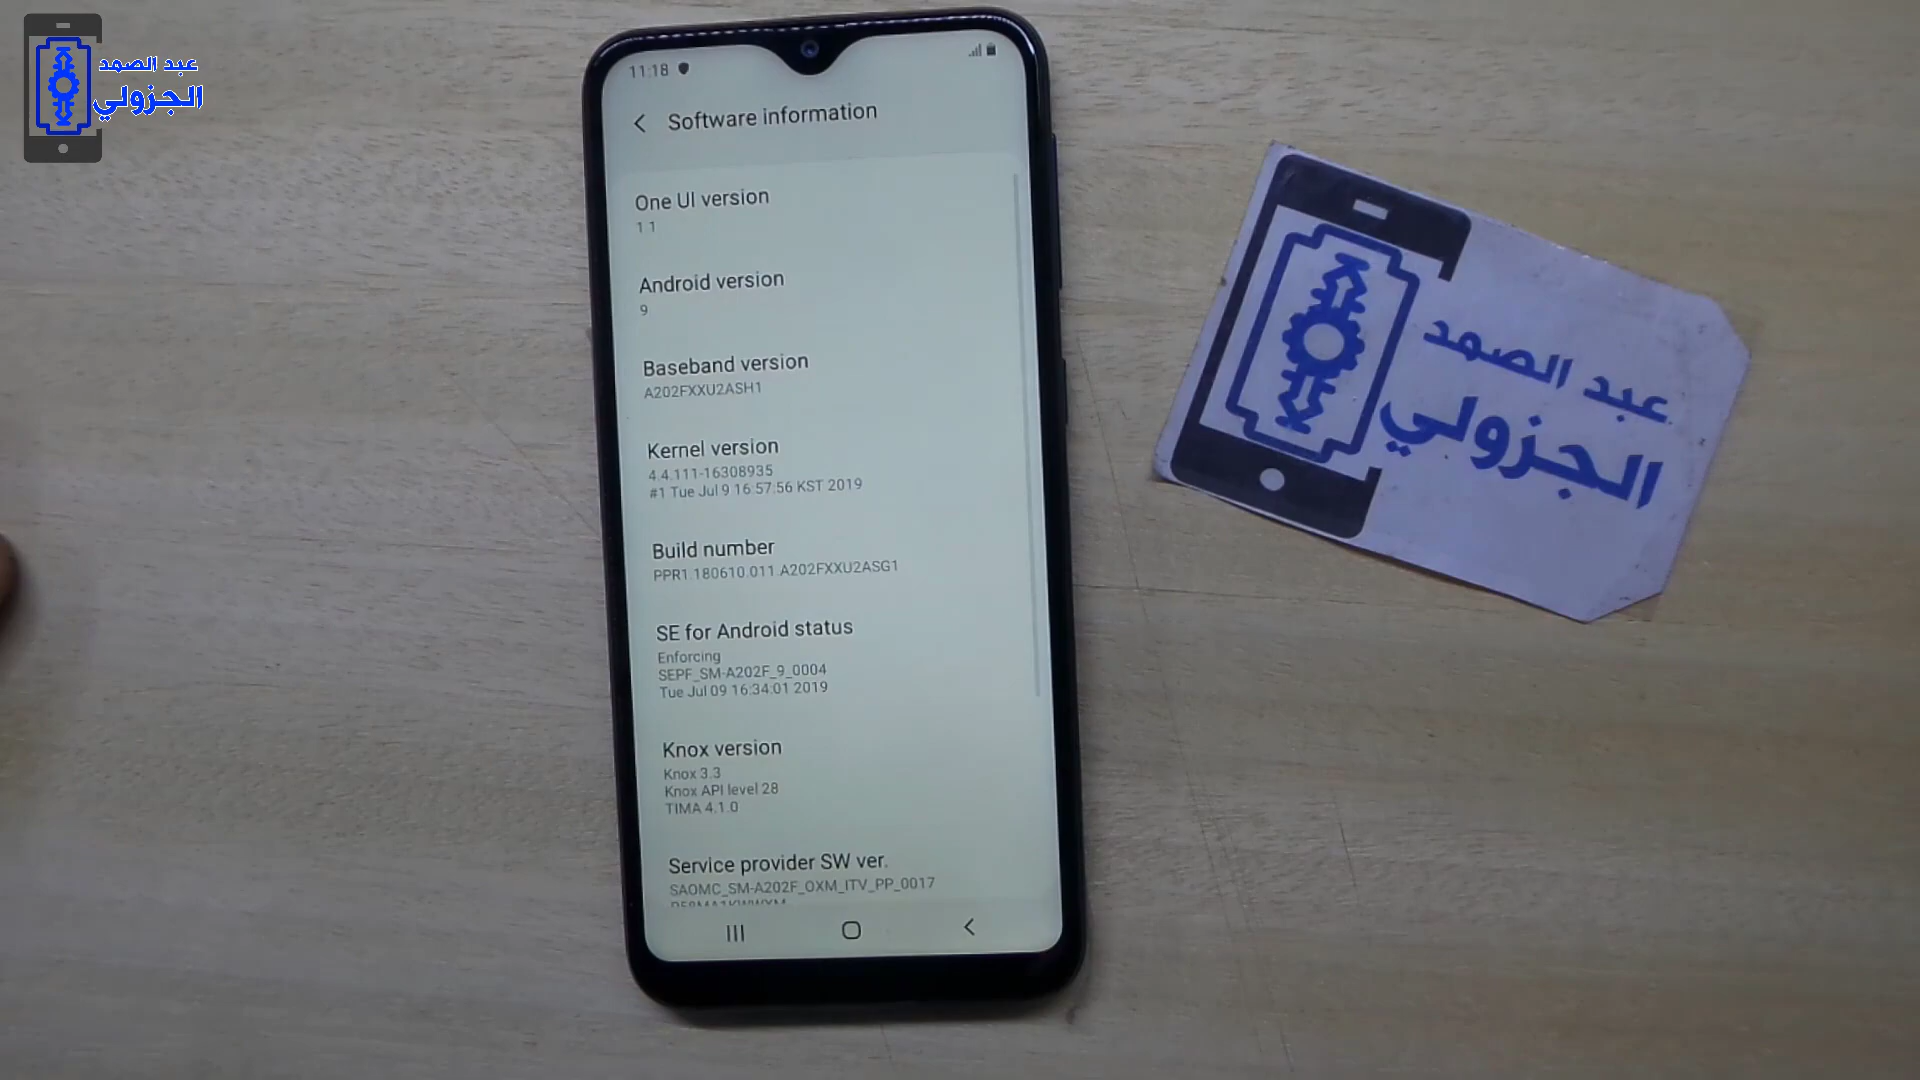 عبد الصمد
الجزولي
11:18
Software information
One UI version
1.1
Android version
9
Baseband version
A202FXXU2ASH1
Kernel version
4.4.111-16308935
#1 Tue Jul 9 16:57:56 KST 2019
Build number
PPR1.180610.011.A202FXXU2ASG1
SE for Android status
Enforcing
SEPF_SM-A202F_9_0004
Tue Jul 09 16:34:01 2019
Knox version
Knox 3.3
Knox API level 28
TIMA 4.1.0
Service provider SW ver.
SAOMC_SM-A202F_OXM_ITV_PP_0017
عبد الصمد
الجزولي